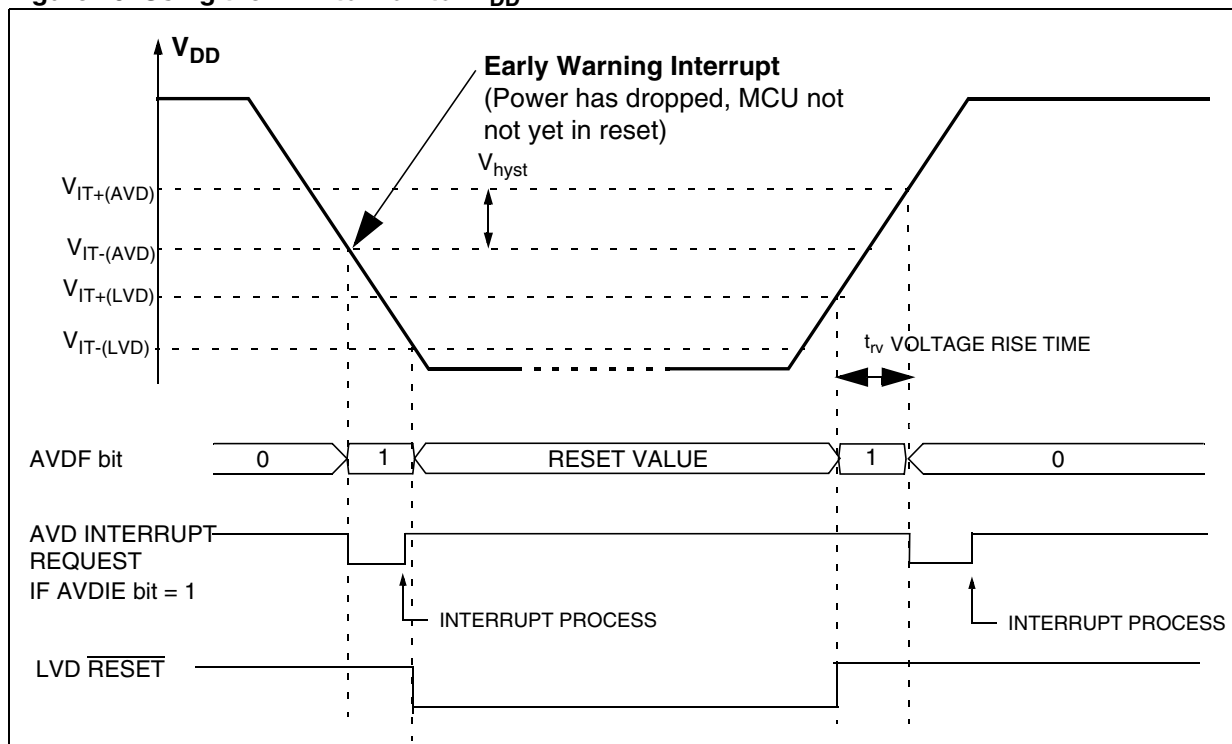 V_DD
Early Warning Interrupt
(Power has dropped, MCU not
not yet in reset)
V_hyst
V_IT+(AVD)
V_IT-(AVD)
V_IT+(LVD)
V_IT-(LVD)
t_rv VOLTAGE RISE TIME
AVDF bit
0
1
RESET VALUE
1
0
AVD INTERRUPT
REQUEST
IF AVDIE bit = 1
INTERRUPT PROCESS
INTERRUPT PROCESS
LVD RESET